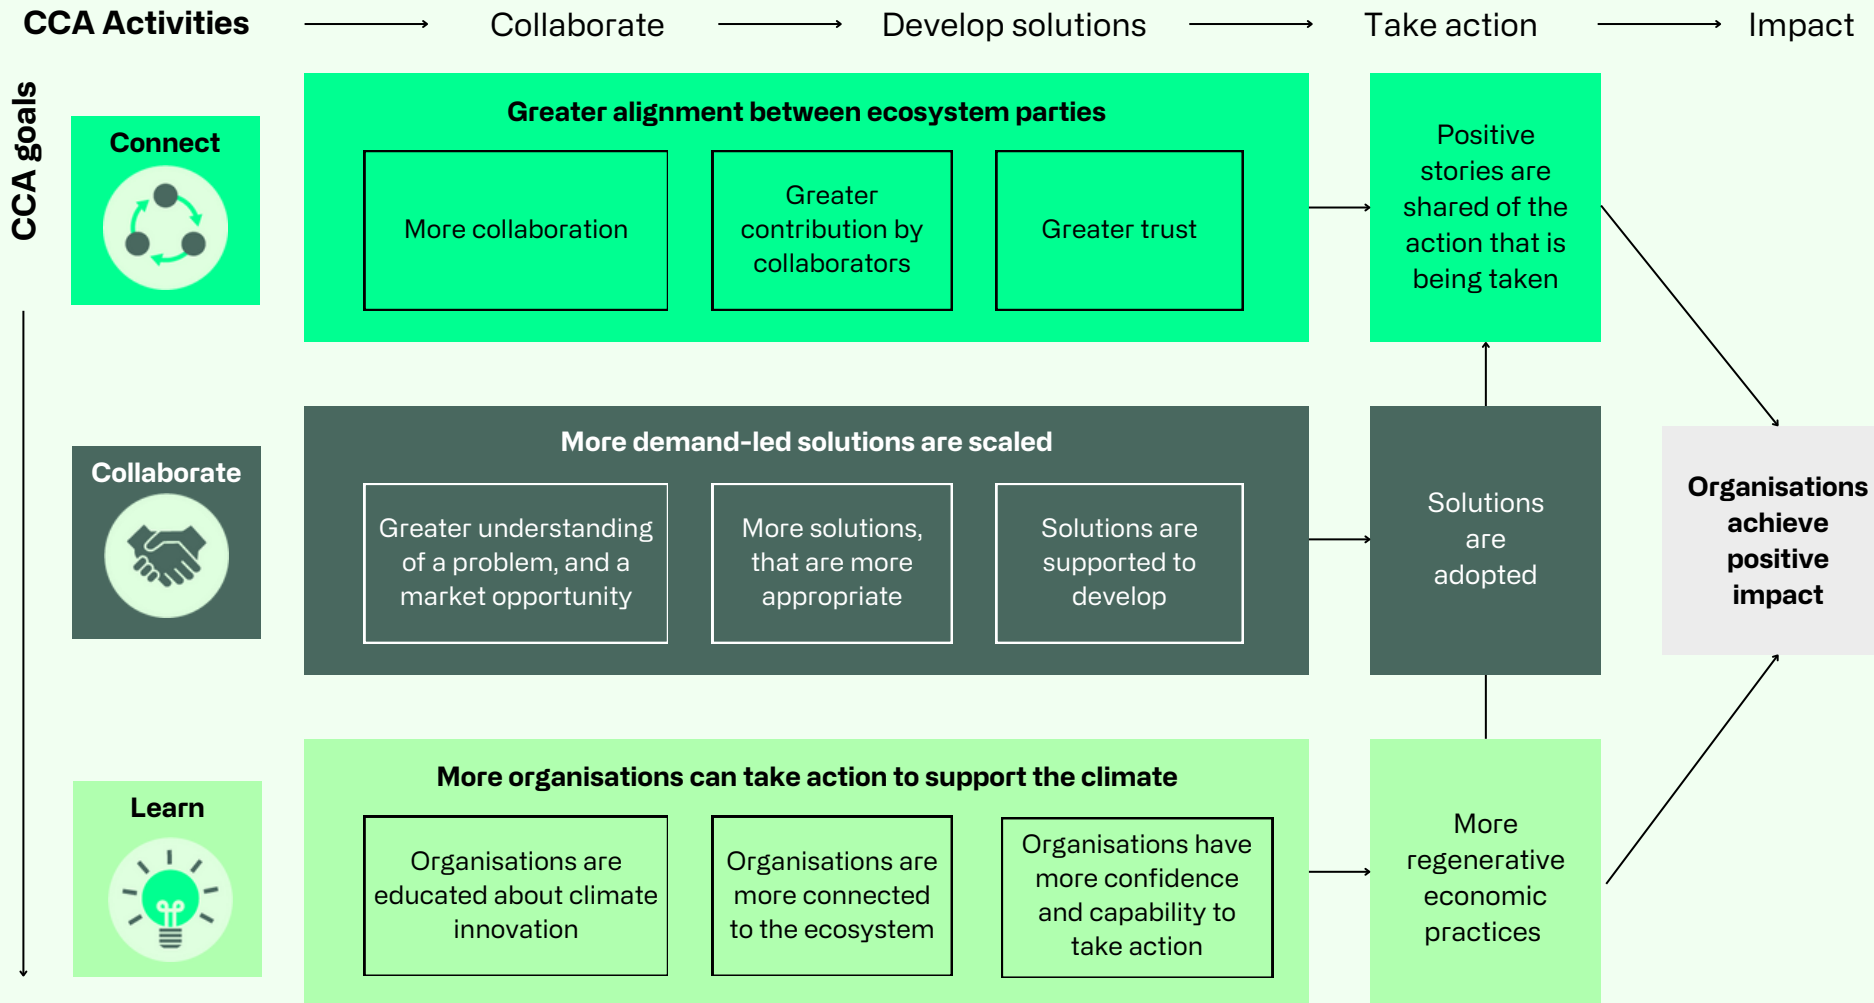 CCA Activities
Collaborate
Develop solutions
Take action
Impact
CCA goals
Connect
Greater alignment between ecosystem parties
More collaboration
Greater
contribution by
collaborators
Greater trust
Positive
stories are
shared of the
action that is
being taken
Collaborate
More demand-led solutions are scaled
Greater understanding
of a problem, and a
market opportunity
More solutions,
that are more
appropriate
Solutions are
supported to
develop
Solutions
are
adopted
Organisations
achieve
positive
impact
Learn
More organisations can take action to support the climate
Organisations are
educated about climate
innovation
Organisations are
more connected
to the ecosystem
Organisations have
more confidence
and capability to
take action
More
regenerative
economic
practices